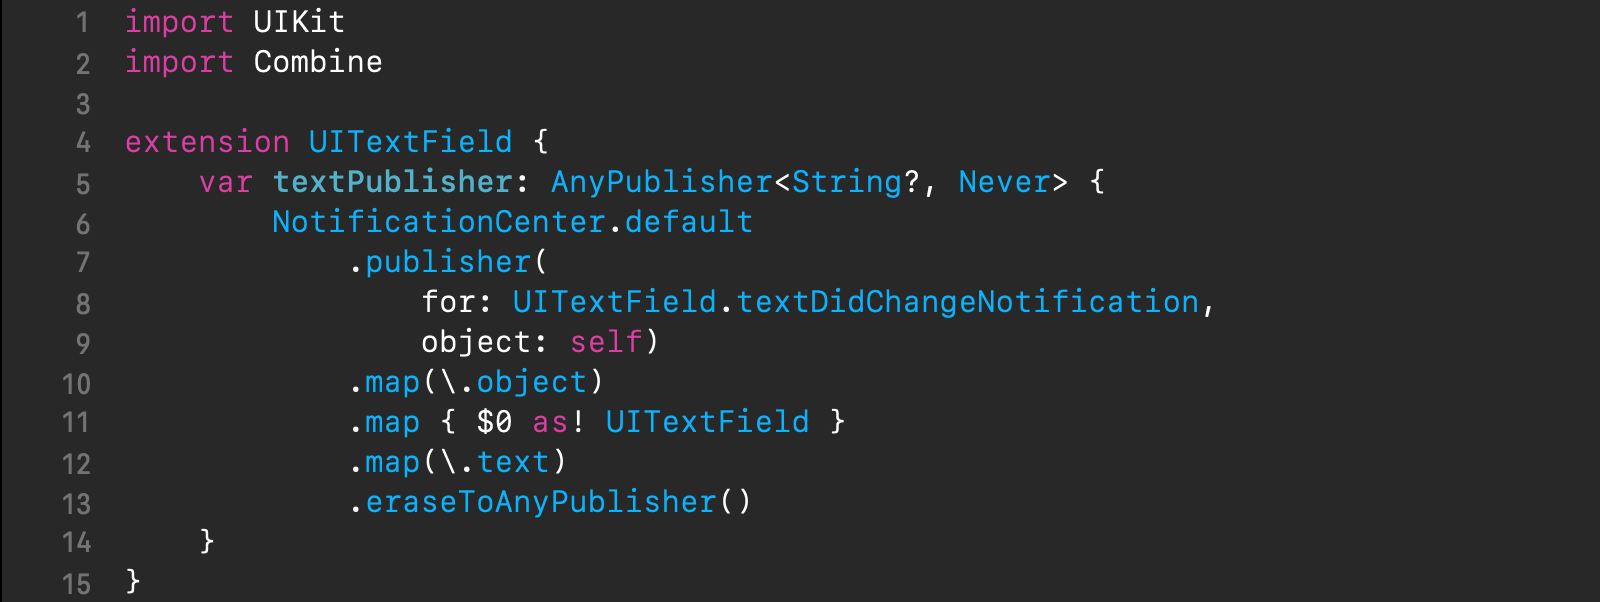 1 import UIKit
2 import Combine
3
4 extension UITextField {
5     var textPublisher: AnyPublisher<String?, Never> {
6         NotificationCenter.default
7             .publisher(
8                 for: UITextField.textDidChangeNotification,
9                 object: self)
10             .map(\.object)
11             .map { $0 as! UITextField }
12             .map(\.text)
13             .eraseToAnyPublisher()
14     }
15 }